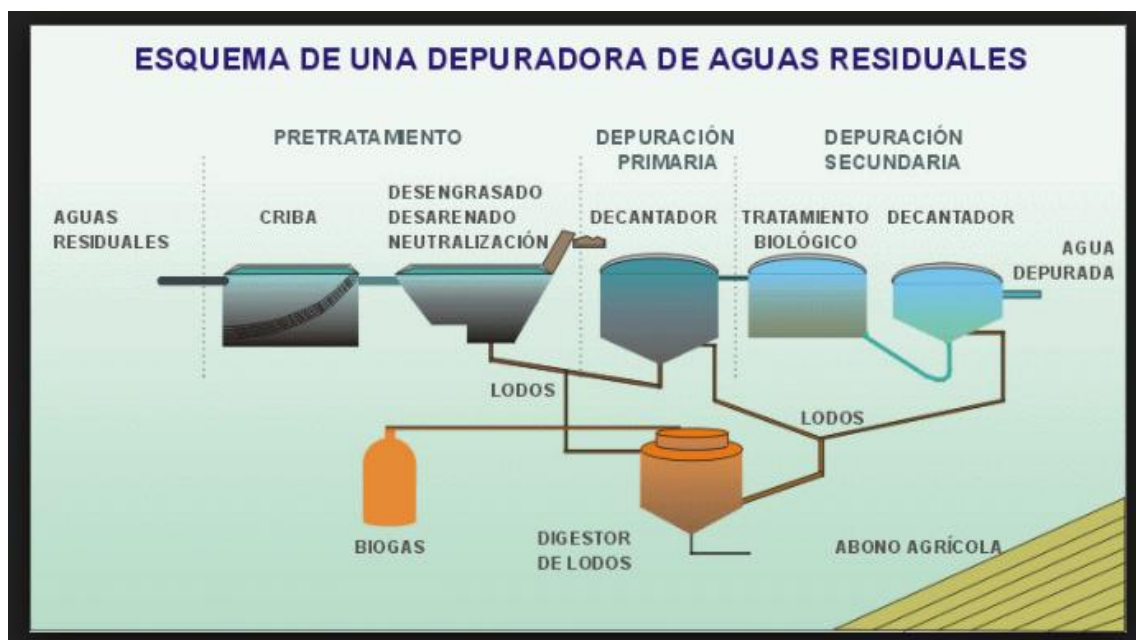 ESQUEMA DE UNA DEPURADORA DE AGUAS RESIDUALES
PRETRATAMIENTO
DEPURACIÓN
PRIMARIA
DEPURACIÓN
SECUNDARIA
AGUAS
RESIDUALES
CRIBA
DESENGRASADO
DESARENADO
NEUTRALIZACIÓN
DECANTADOR
TRATAMIENTO
BIOLÓGICO
DECANTADOR
AGUA
DEPURADA
LODOS
LODOS
BIOGAS
DIGESTOR
DE LODOS
ABONO AGRÍCOLA